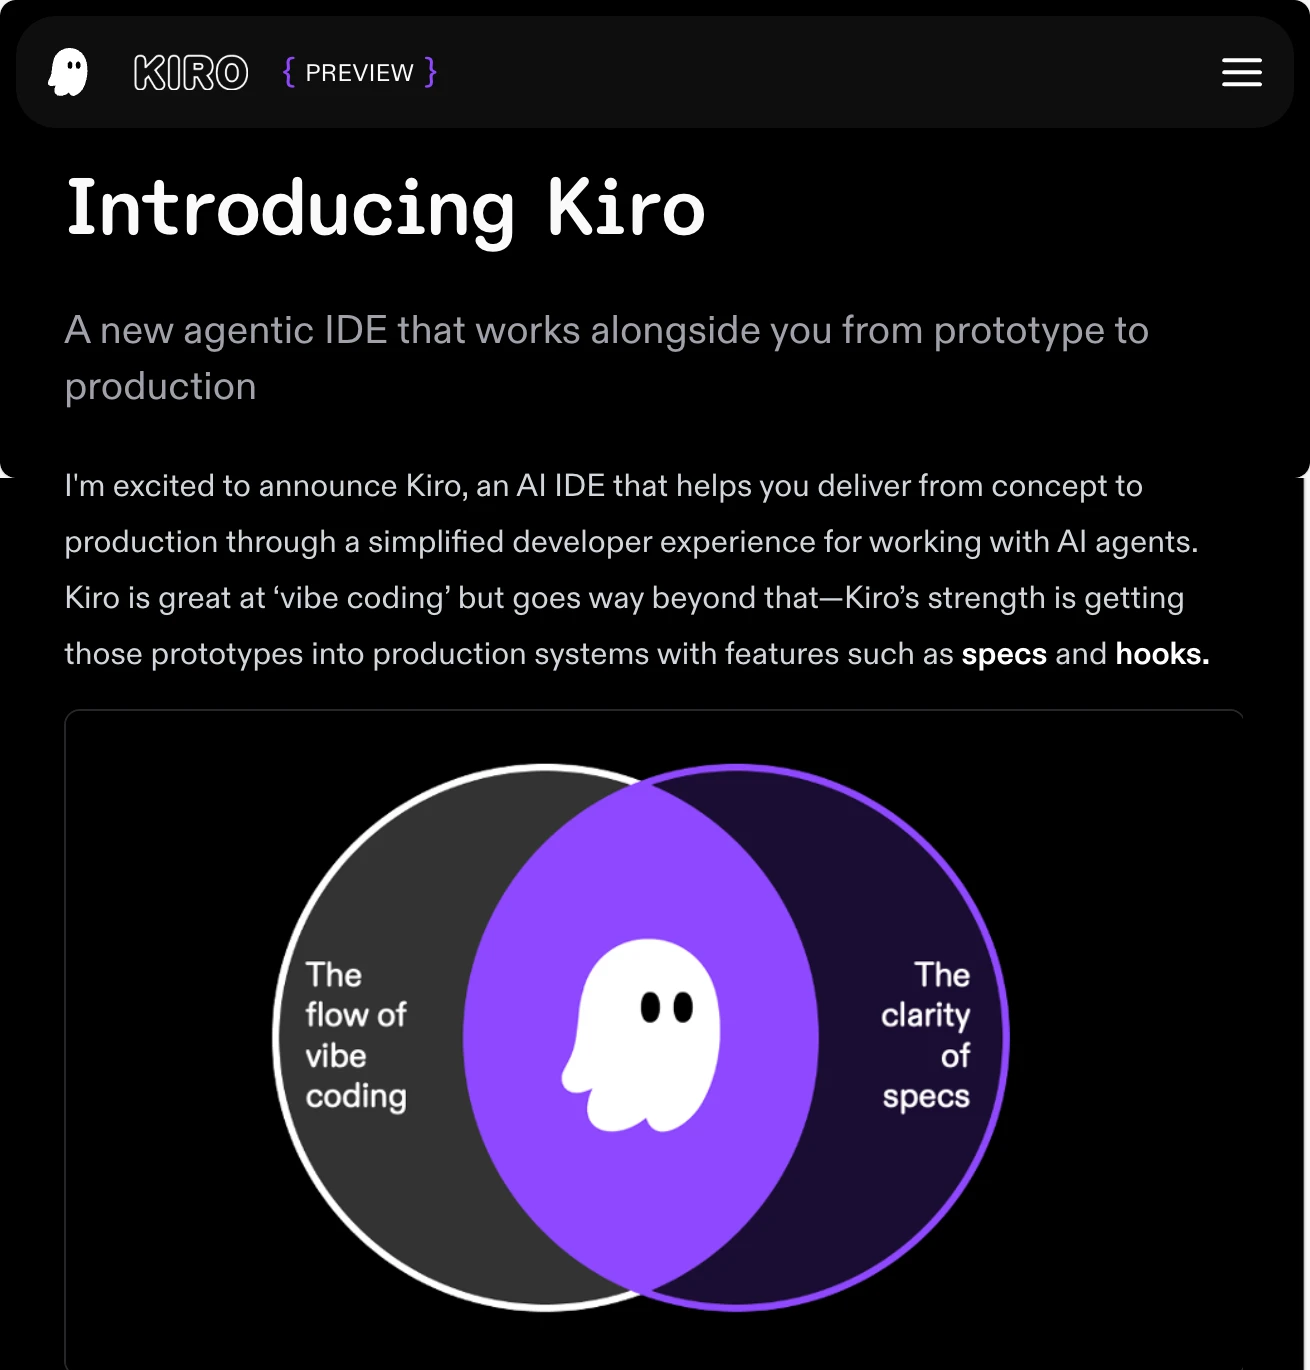 KIRO { PREVIEW }
Introducing Kiro
A new agentic IDE that works alongside you from prototype to
production
I'm excited to announce Kiro, an AI IDE that helps you deliver from concept to
production through a simplified developer experience for working with AI agents.
Kiro is great at ‘vibe coding’ but goes way beyond that—Kiro’s strength is getting
those prototypes into production systems with features such as specs and hooks.
The
flow of
vibe
coding
The
clarity
of
specs